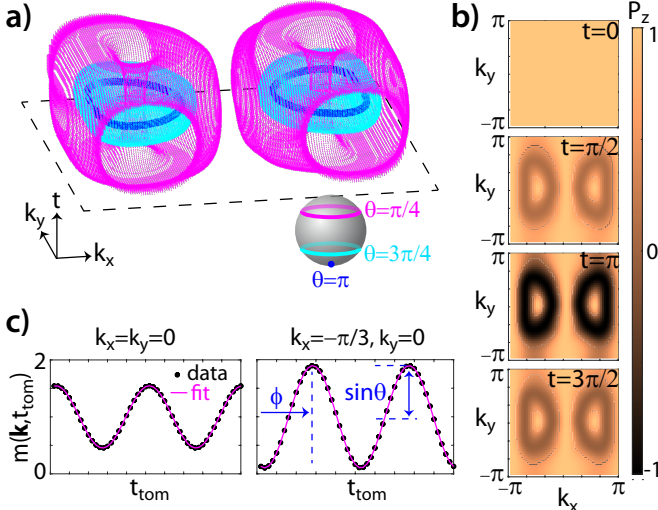 a)
t
k_y
k_x
θ=π/4
θ=3π/4
θ=π
b)
P_z
π
k_y
-π
t=0
1
π
k_y
-π
t=π/2
π
k_y
-π
t=π
0
π
k_y
-π
t=3π/2
-1
-π
k_x
π
c)
k_x=k_y=0
k_x=-π/3, k_y=0
m(k,t_tom)
2
0
data
fit
t_tom
ϕ
sinθ
t_tom